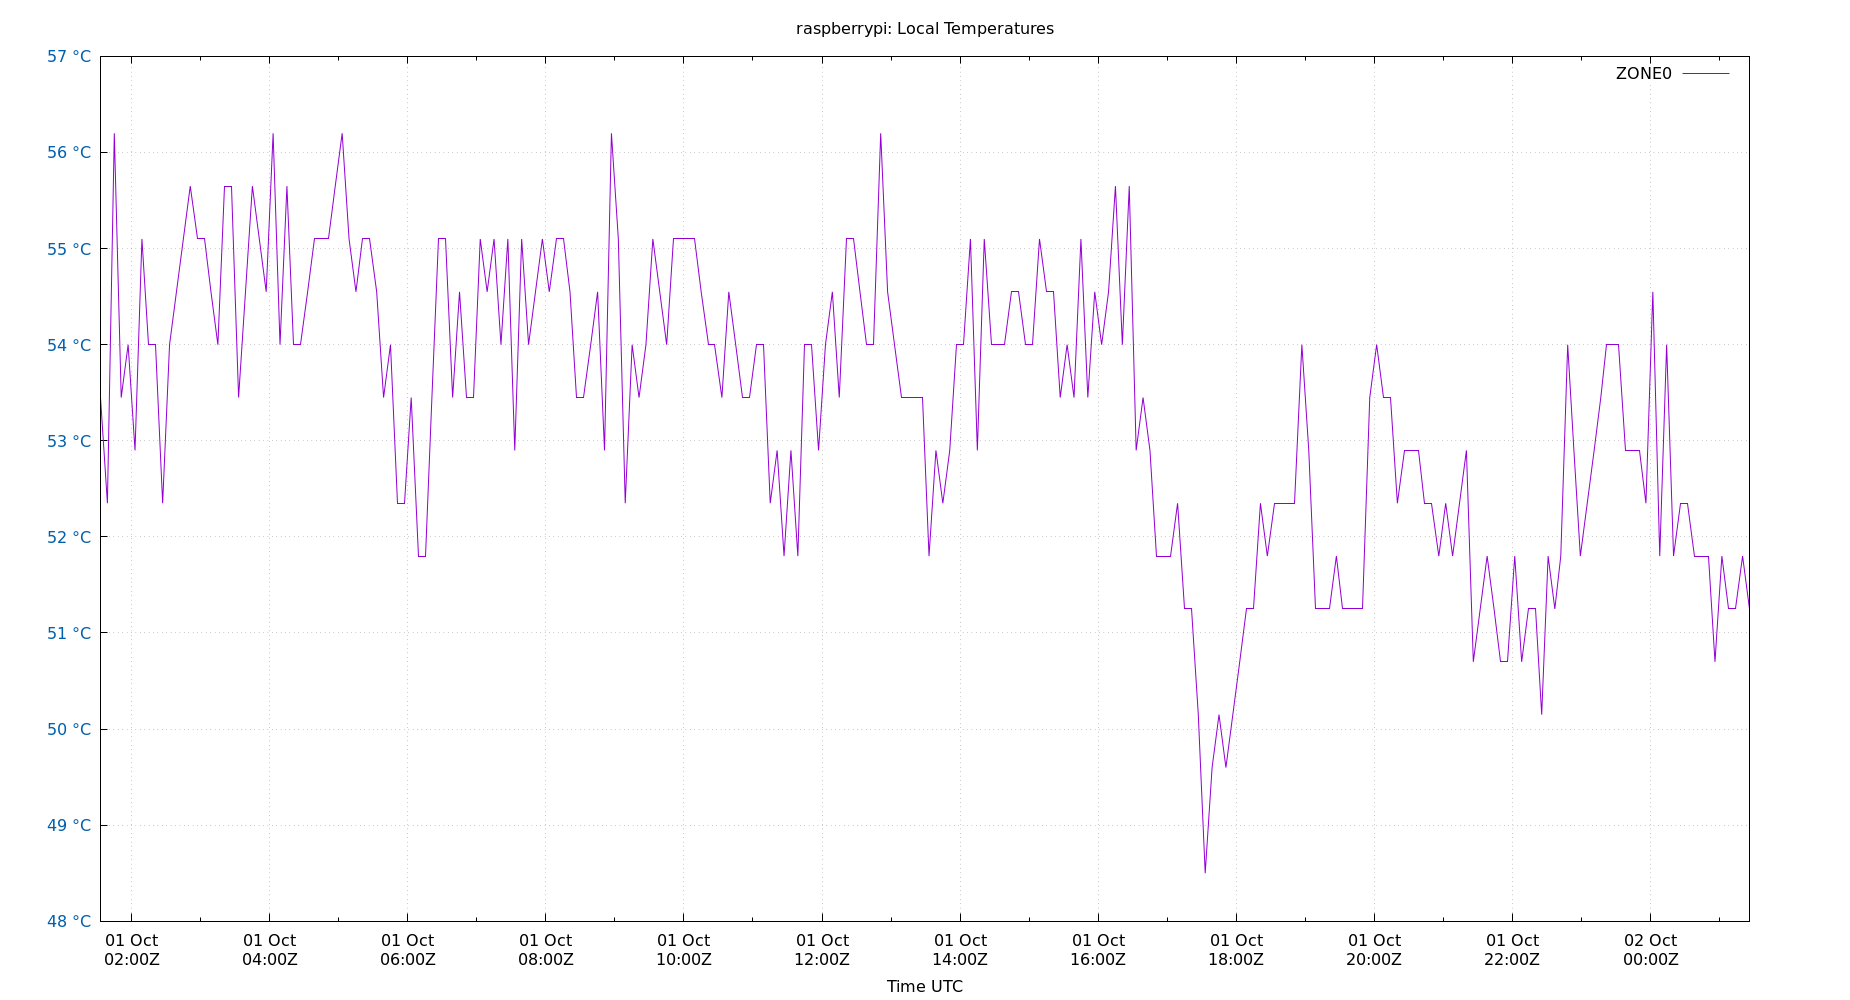 raspberrypi: Local Temperatures
57 °C
ZONE0
56 °C
55 °C
54 °C
53 °C
52 °C
51 °C
50 °C
49 °C
48 °C
01 Oct 01 Oct 01 Oct 01 Oct 01 Oct 01 Oct 01 Oct 01 Oct 01 Oct 01 Oct 01 Oct 02 Oct
02:00Z 04:00Z 06:00Z 08:00Z 10:00Z 12:00Z 14:00Z 16:00Z 18:00Z 20:00Z 22:00Z 00:00Z
Time UTC